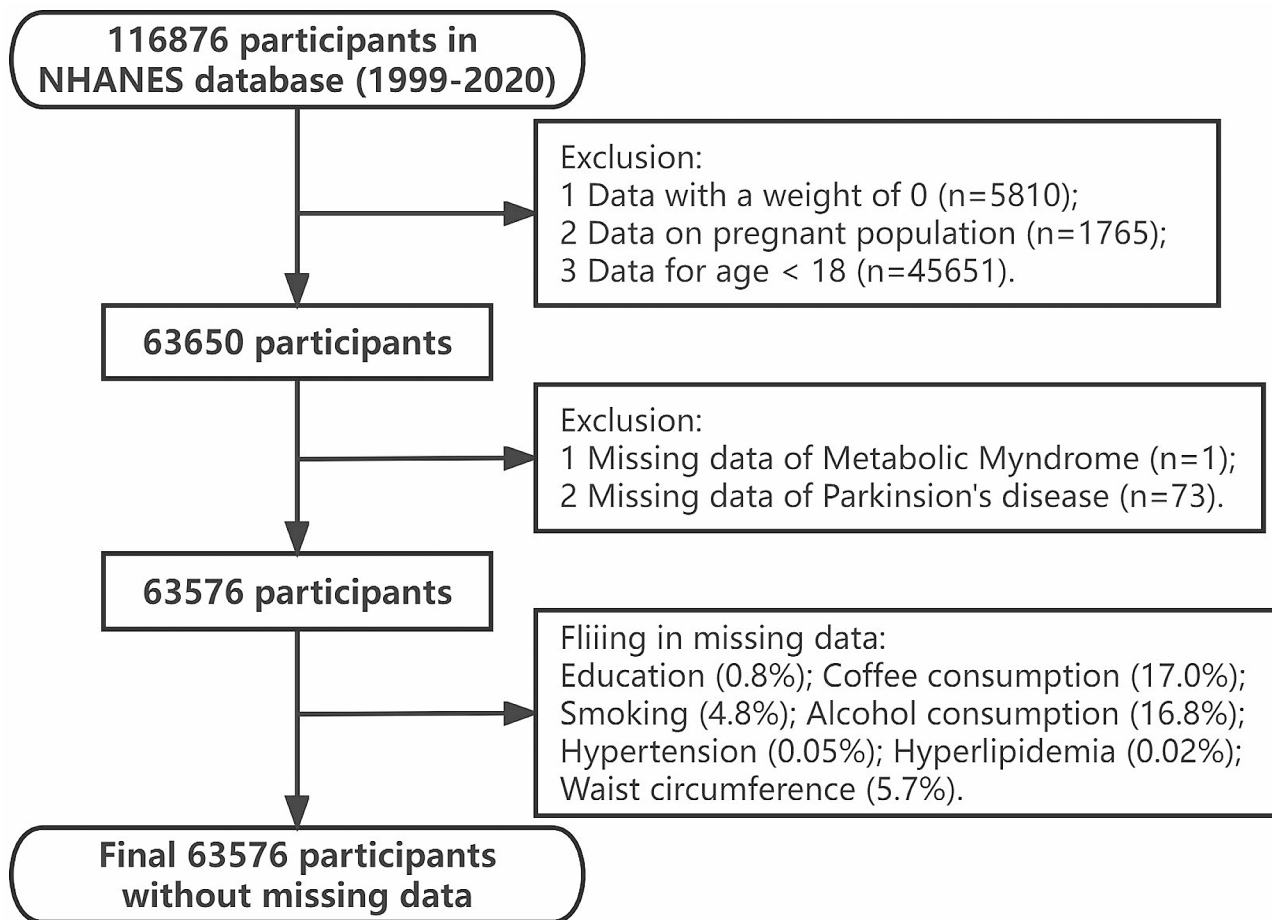 116876 participants in
NHANES database (1999-2020)
Exclusion:
1 Data with a weight of 0 (n=5810);
2 Data on pregnant population (n=1765);
3 Data for age < 18 (n=45651).
63650 participants
Exclusion:
1 Missing data of Metabolic Myndrome (n=1);
2 Missing data of Parkinsion's disease (n=73).
63576 participants
Fliiing in missing data:
Education (0.8%); Coffee consumption (17.0%);
Smoking (4.8%); Alcohol consumption (16.8%);
Hypertension (0.05%); Hyperlipidemia (0.02%);
Waist circumference (5.7%).
Final 63576 participants
without missing data